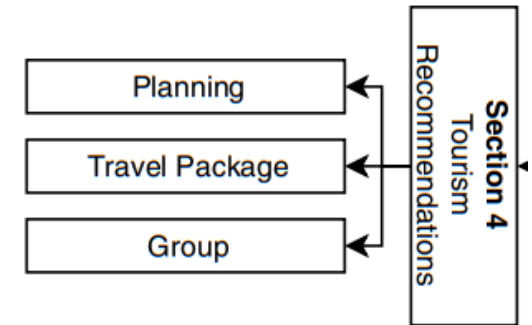 Planning
Travel Package
Group
Section 4
Tourism
Recommendations